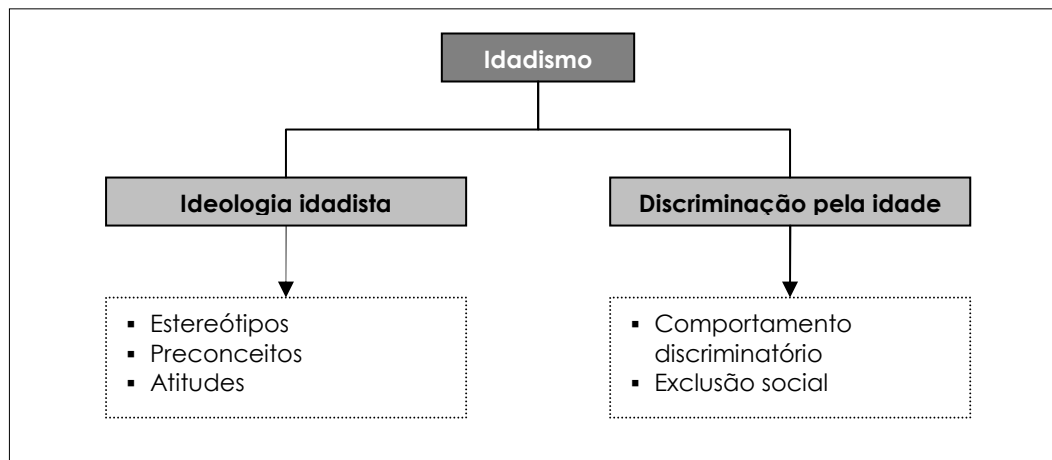 Idadismo
Ideologia idadista
Discriminação pela idade
▪ Estereótipos
▪ Preconceitos
▪ Atitudes
▪ Comportamento
discriminatório
▪ Exclusão social